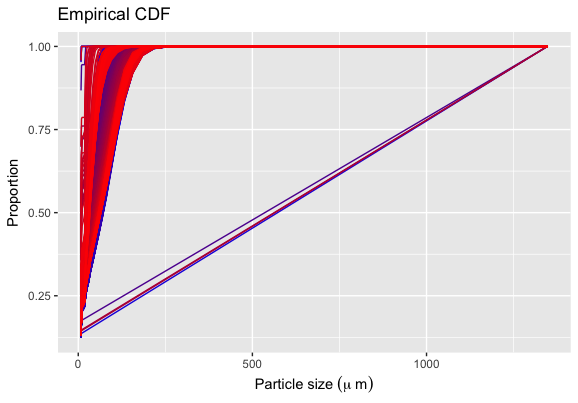 Empirical CDF
1.00
0.75
0.50
0.25
Proportion
0 500 1000
Particle size (μ m)